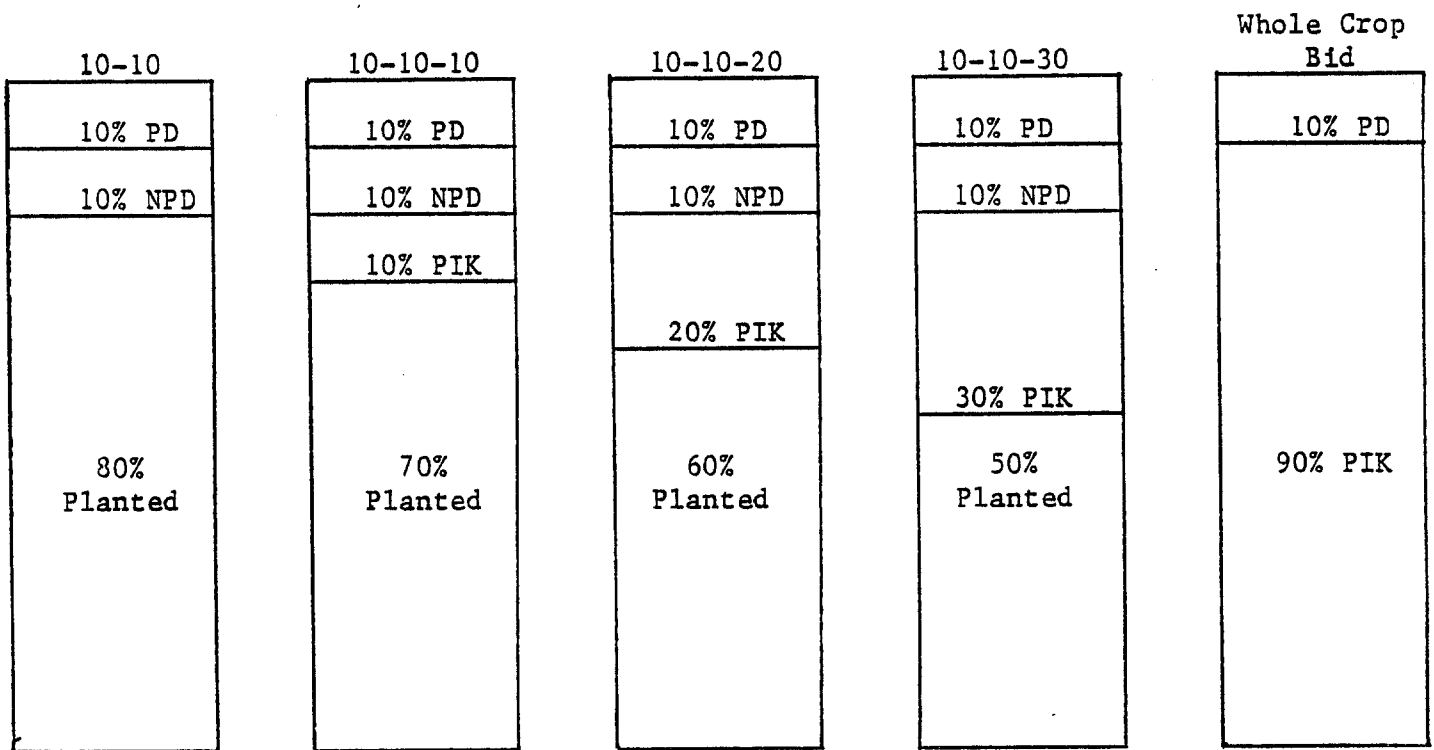 10-10
10% PD
10% NPD
80%
Planted
10-10-10
10% PD
10% NPD
10% PIK
70%
Planted
10-10-20
10% PD
10% NPD
20% PIK
60%
Planted
10-10-30
10% PD
10% NPD
30% PIK
50%
Planted
Whole Crop
Bid
10% PD
90% PIK